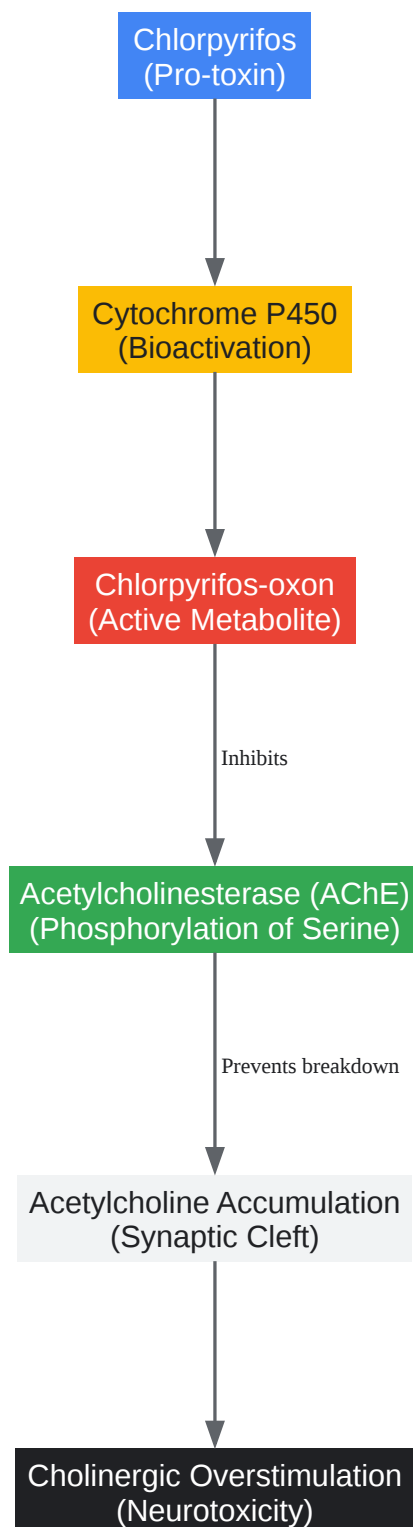 Chlorpyrifos
(Pro-toxin)
Cytochrome P450
(Bioactivation)
Chlorpyrifos-oxon
(Active Metabolite)
Inhibits
Acetylcholinesterase (AChE)
(Phosphorylation of Serine)
Prevents breakdown
Acetylcholine Accumulation
(Synaptic Cleft)
Cholinergic Overstimulation
(Neurotoxicity)